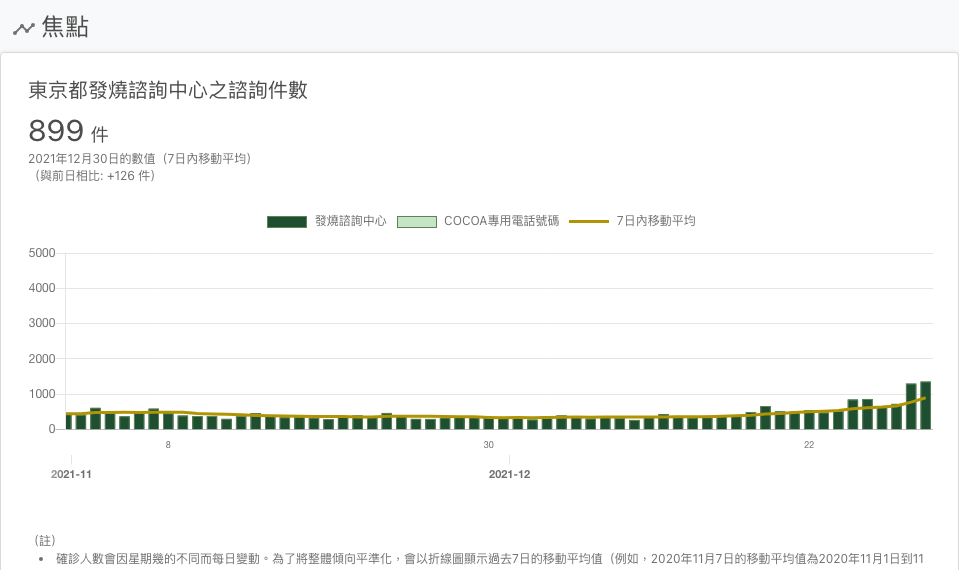 焦點
東京都發燒諮詢中心之諮詢件數
899 件
2021年12月30日的數值（7日內移動平均）
（與前日相比: +126 件）
發燒諮詢中心 COCOA專用電話號碼 7日內移動平均
5000
4000
3000
2000
1000
0
8 30 22
2021-11 2021-12
（註）
• 確診人數會因星期幾的不同而每日變動。為了將整體傾向平準化，會以折線圖顯示過去7日的移動平均值（例如，2020年11月7日的移動平均值為2020年11月1日到11